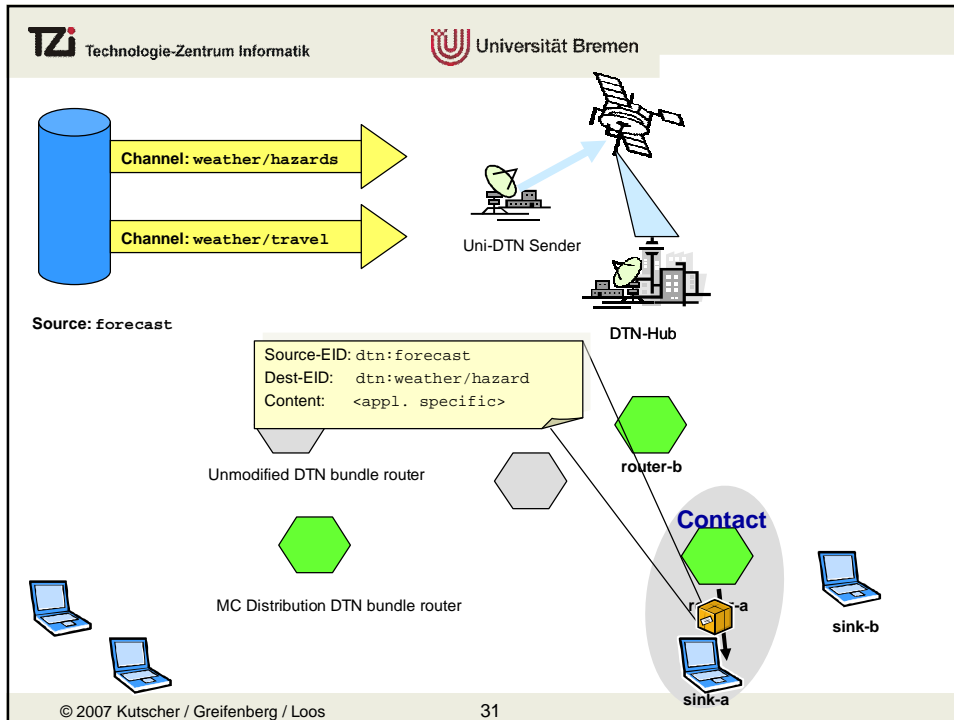 TZi Technologie-Zentrum Informatik
Universität Bremen
Channel: weather/hazards
Channel: weather/travel
Source: forecast
Uni-DTN Sender
DTN-Hub
Source-EID: dtn:forecast
Dest-EID: dtn:weather/hazard
Content: <appl. specific>
Unmodified DTN bundle router
router-b
Contact
MC Distribution DTN bundle router
sink-b
sink-a
© 2007 Kutscher / Greifenberg / Loos
31